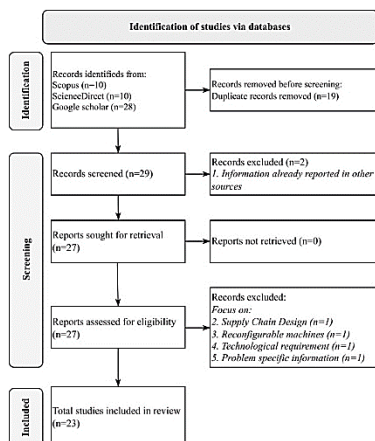 Identification of studies via databases
Identification
Records identifieds from:
Scopus (n=10)
ScienceDirect (n=10)
Google scholar (n=28)
Records removed before screening:
Duplicate records removed (n=19)
Screening
Records screened (n=29)
Records excluded (n=2)
1. Information already reported in other
sources
Reports sought for retrieval
(n=27)
Reports not retrieved (n=0)
Reports assessed for eligibility
(n=27)
Records excluded:
Focus on:
2. Supply Chain Design (n=1)
3. Reconfigurable machines (n=1)
4. Technological requirement (n=1)
5. Problem specific information (n=1)
Included
Total studies included in review
(n=23)